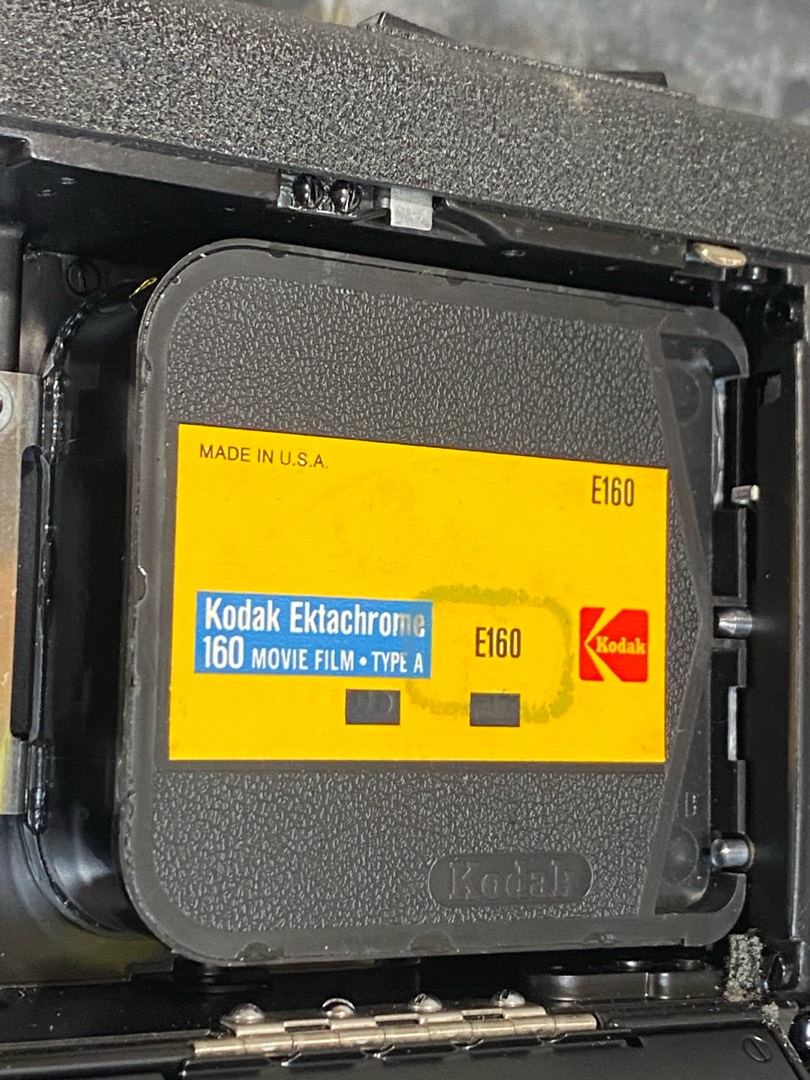 MADE IN U.S.A.
E160
Kodak Ektachrome
160 MOVIE FILM • TYPE A
E160
Kodak
Kodak